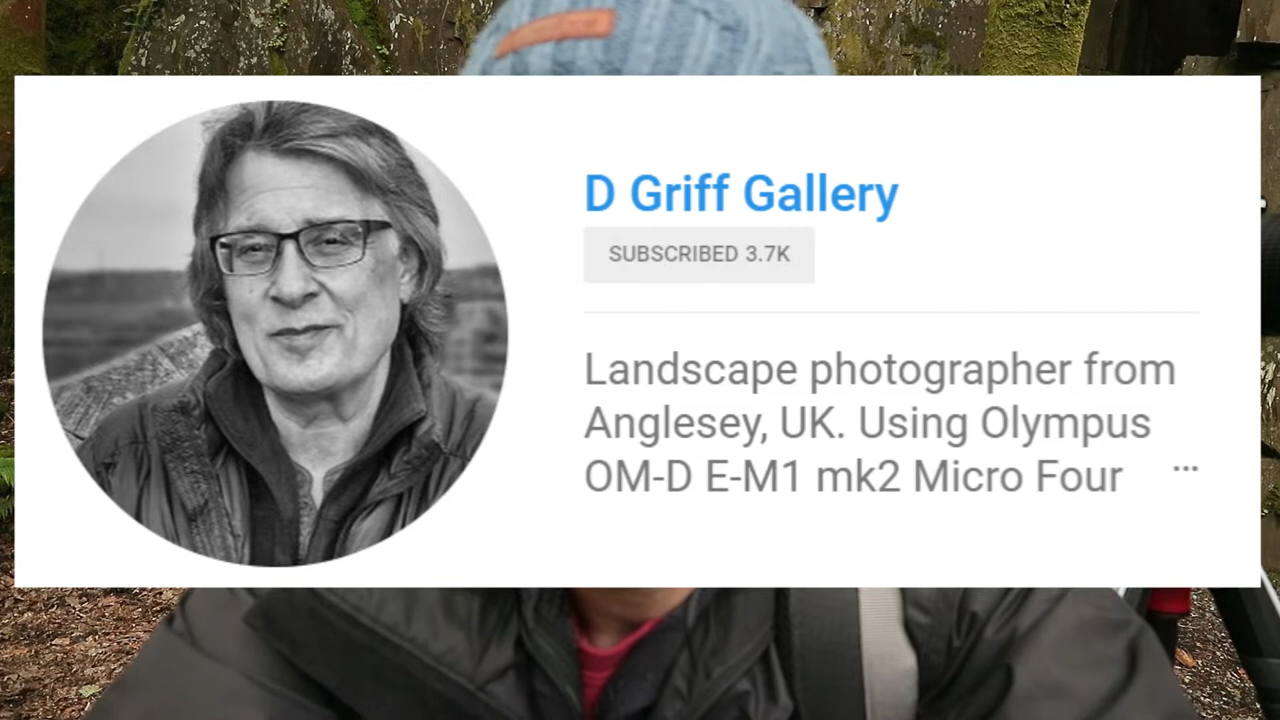 D Griff Gallery
SUBSCRIBED 3.7K
Landscape photographer from
Anglesey, UK. Using Olympus
OM-D E-M1 mk2 Micro Four ...